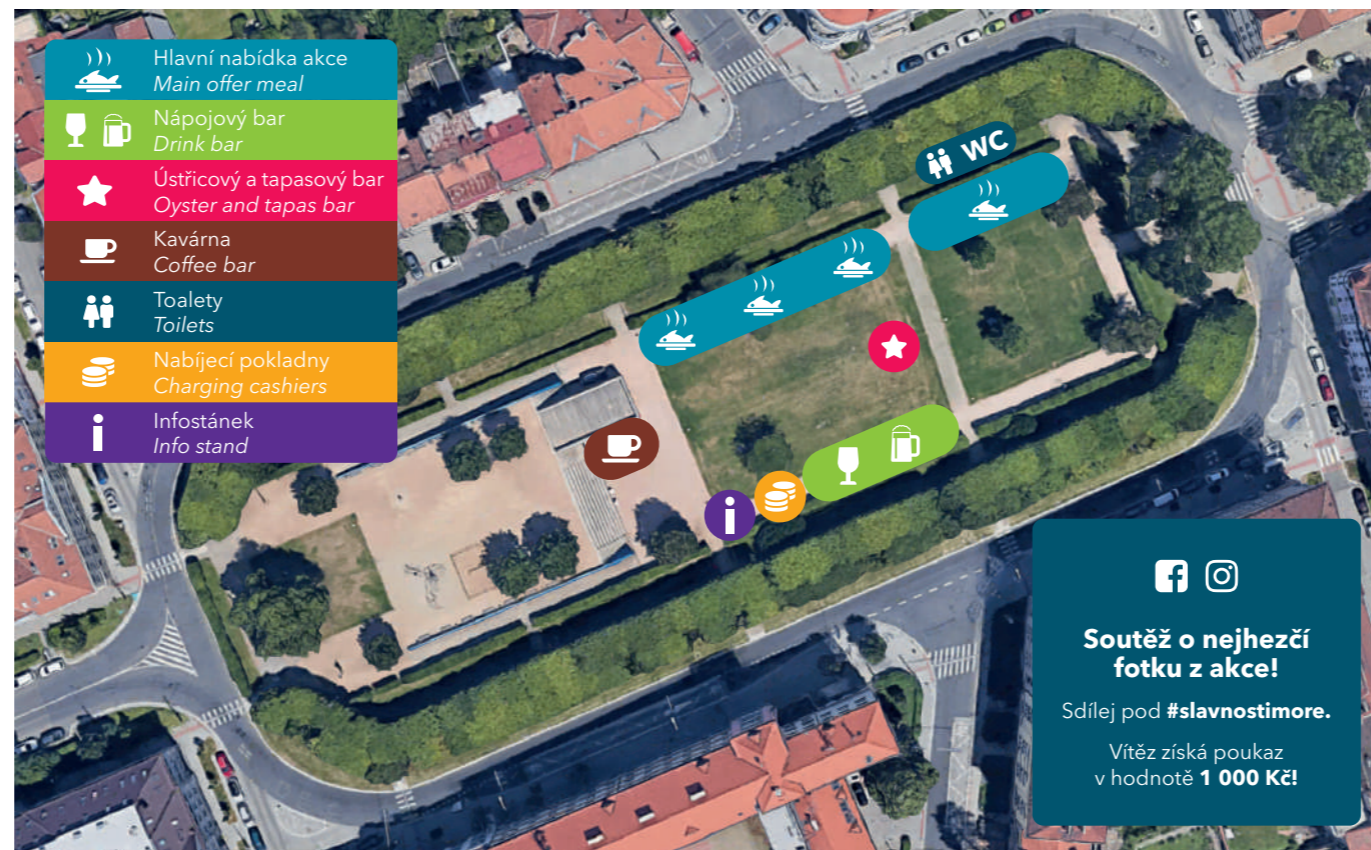 Hlavní nabídka akce
Main offer meal
Nápojový bar
Drink bar
Ústřicový a tapasový bar
Oyster and tapas bar
Kavárna
Coffee bar
Toalety
Toilets
Nabíjecí pokladny
Charging cashiers
Infostánek
Info stand
WC
Soutěž o nejhezčí
fotku z akce!
Sdílej pod #slavnostimore.
Vítěz získá poukaz
v hodnotě 1 000 Kč!